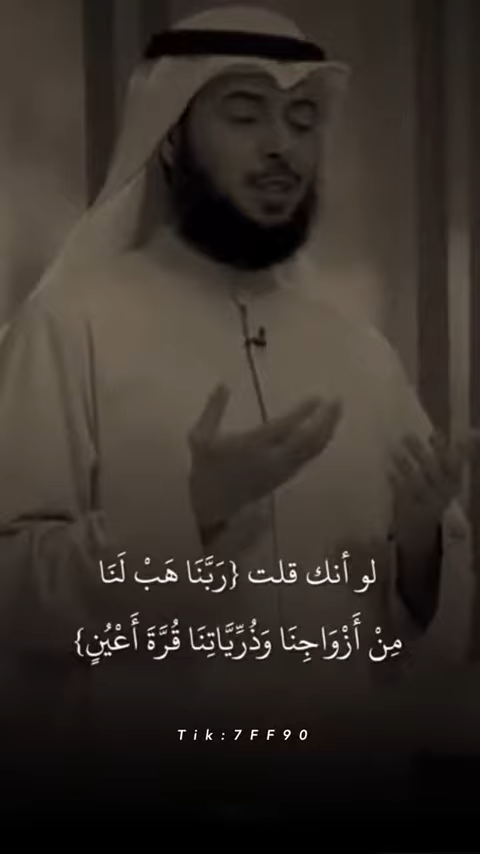 لو أنك قلت {رَبَّنَا هَبْ لَنَا
مِنْ أَزْوَاجِنَا وَذُرِّيَّاتِنَا قُرَّةَ أَعْيُنٍ}
Tik:7FF90